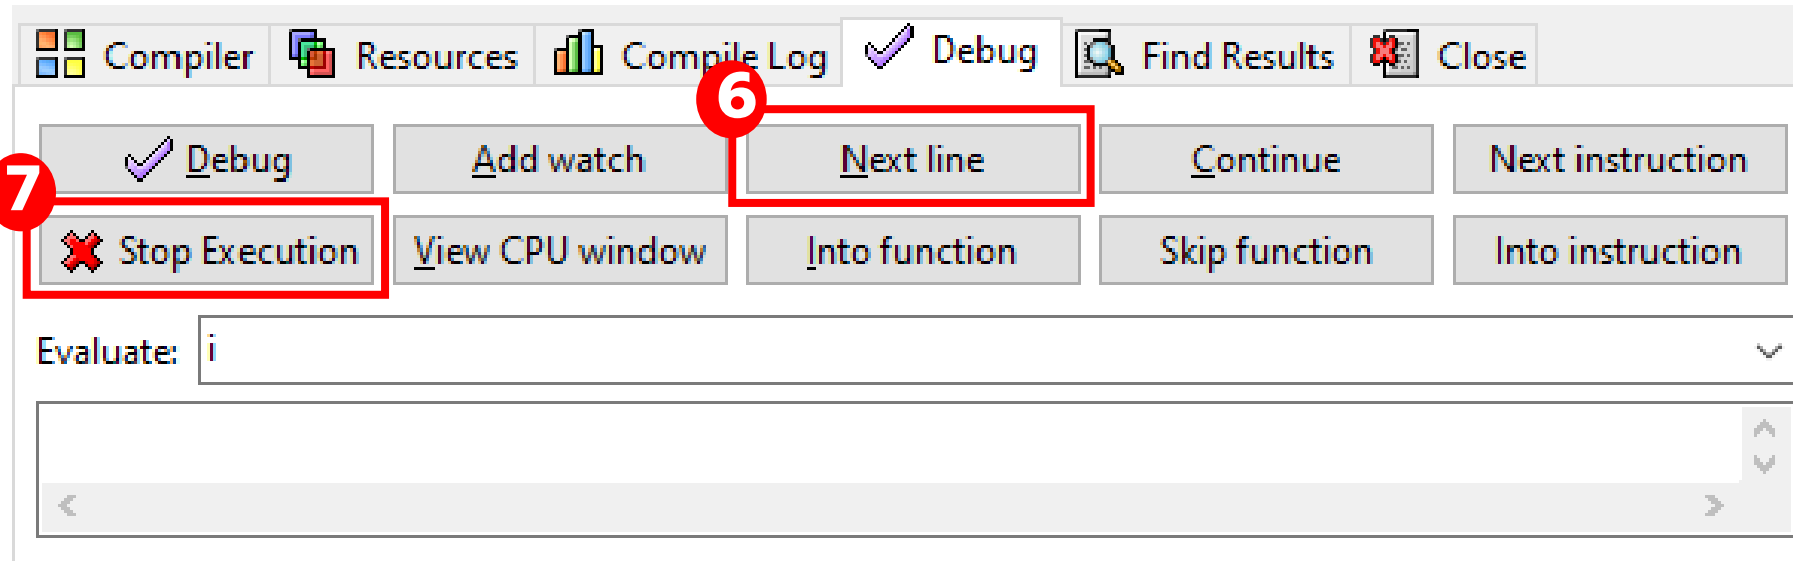 Compiler Resources Compile Log Debug Find Results Close
6
Debug Add watch Next line Continue Next instruction
7
Stop Execution View CPU window Into function Skip function Into instruction
Evaluate: i